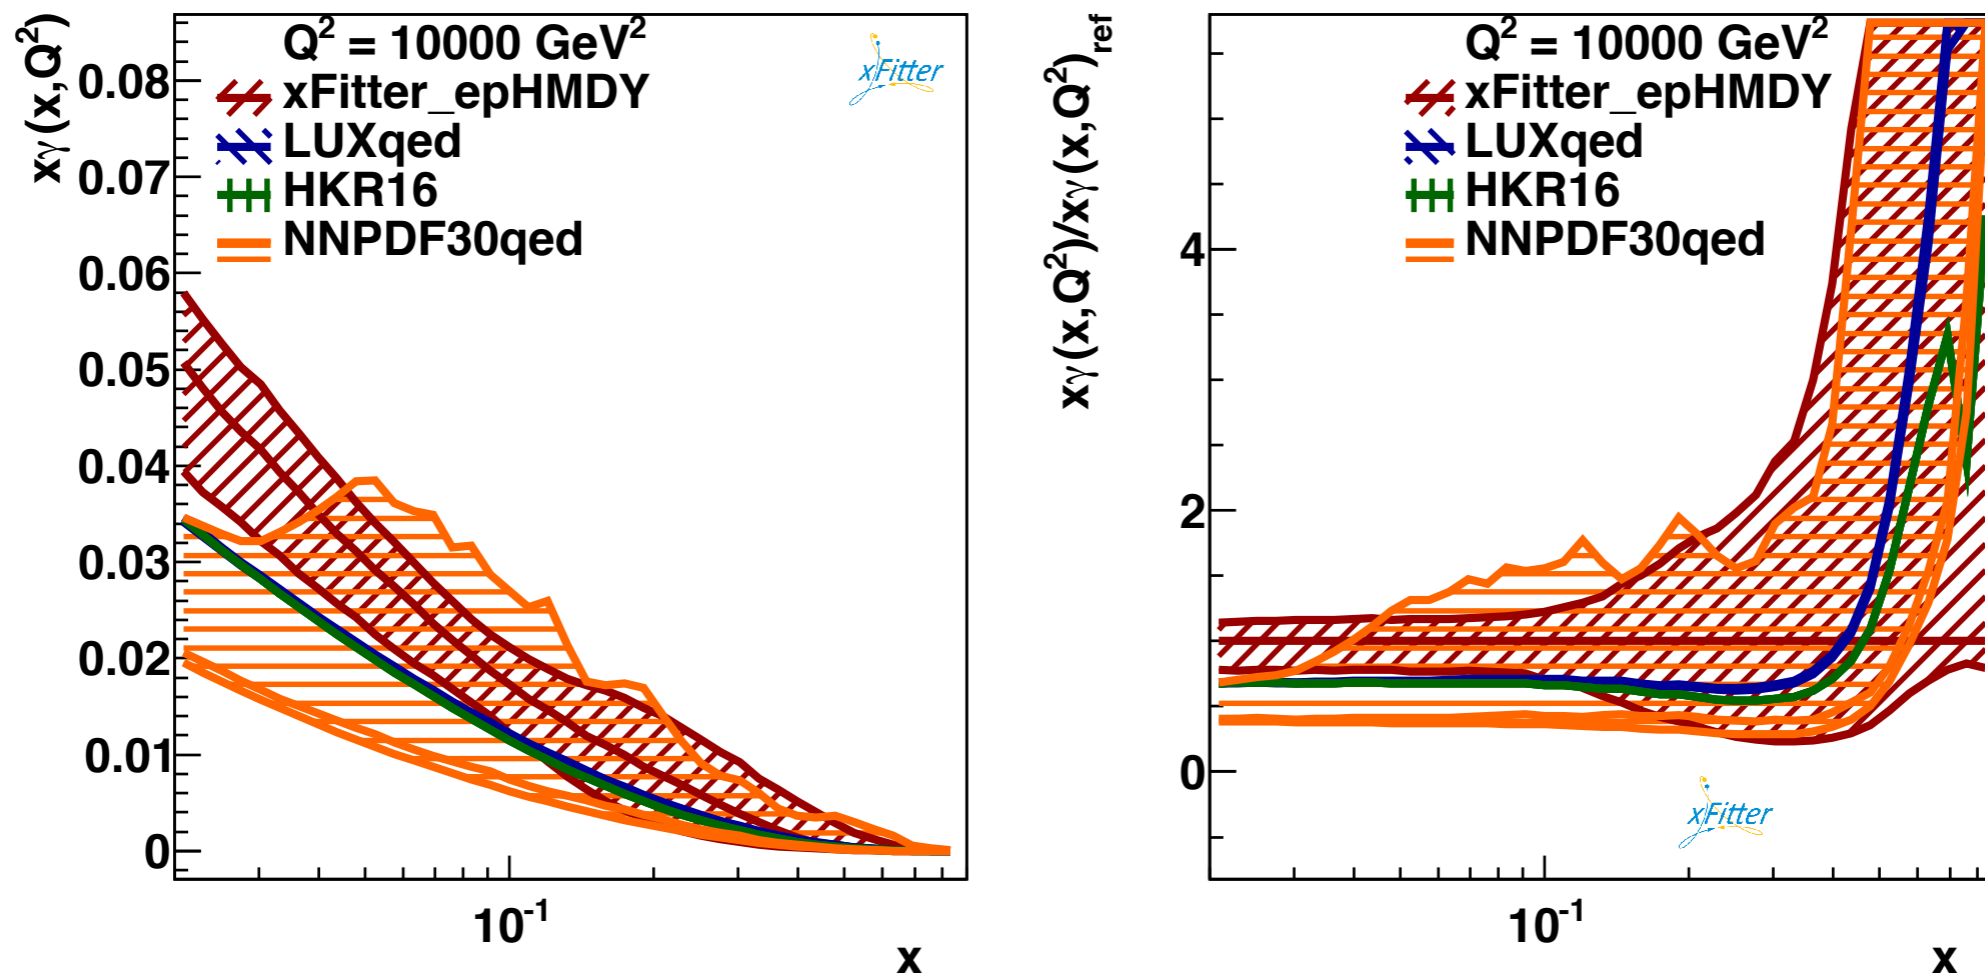 xγ(x,Q²)
Q² = 10000 GeV²
xFitter_epHMDY
LUXqed
HKR16
NNPDF30qed
xFitter
0.08
0.07
0.06
0.05
0.04
0.03
0.02
0.01
0
10⁻¹
x
xγ(x,Q²)/xγ(x,Q²)ref
Q² = 10000 GeV²
xFitter_epHMDY
LUXqed
HKR16
NNPDF30qed
4
2
0
xFitter
10⁻¹
x